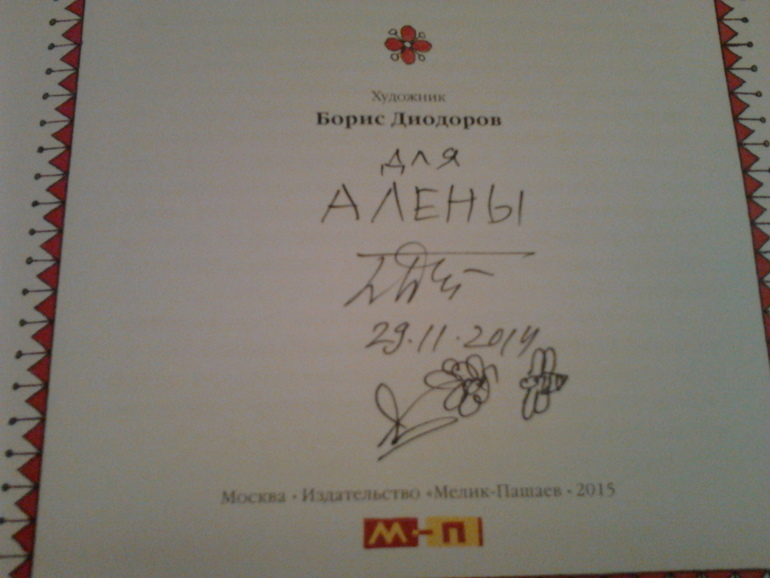 Художник
Борис Диодоров
для
АЛЕНЫ
29.11.2014
Москва • Издательство «Мелик-Пашаев • 2015
М-П